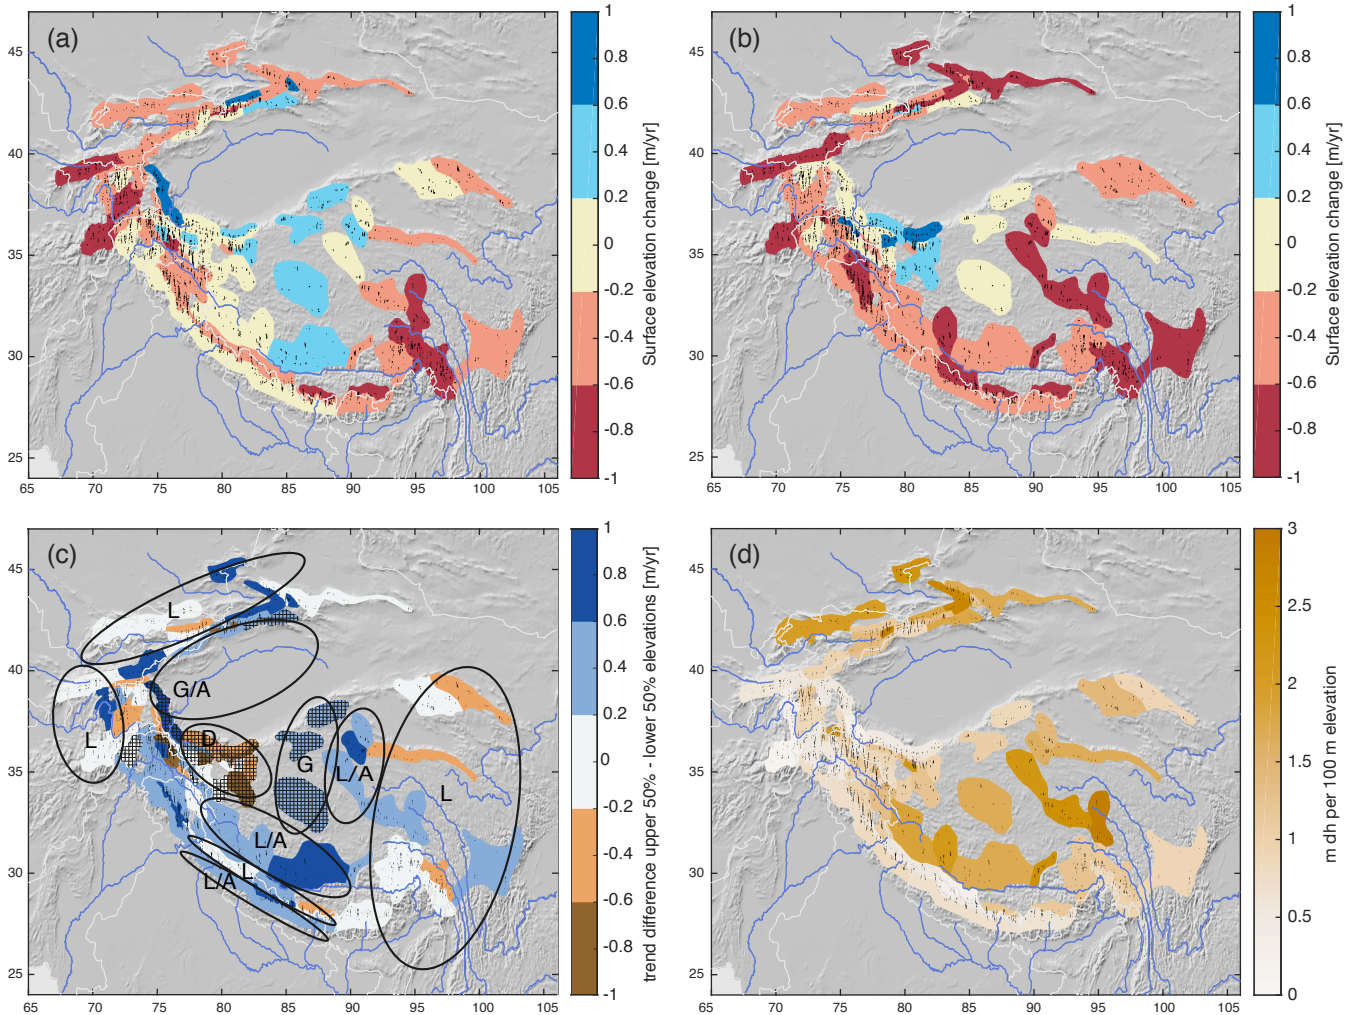 (a)
45
40
35
30
25
65 70 75 80 85 90 95 100 105
1
0.8
0.6
0.4
0.2
0
-0.2
-0.4
-0.6
-0.8
-1
Surface elevation change [m/yr]
(b)
45
40
35
30
25
65 70 75 80 85 90 95 100 105
1
0.8
0.6
0.4
0.2
0
-0.2
-0.4
-0.6
-0.8
-1
Surface elevation change [m/yr]
(c)
L
G/A
L
D
G
L/A
L
L/A
L
L/A
45
40
35
30
25
65 70 75 80 85 90 95 100 105
1
0.8
0.6
0.4
0.2
0
-0.2
-0.4
-0.6
-0.8
-1
trend difference upper 50% - lower 50% elevations [m/yr]
(d)
45
40
35
30
25
65 70 75 80 85 90 95 100 105
3
2.5
2
1.5
1
0.5
0
m dh per 100 m elevation